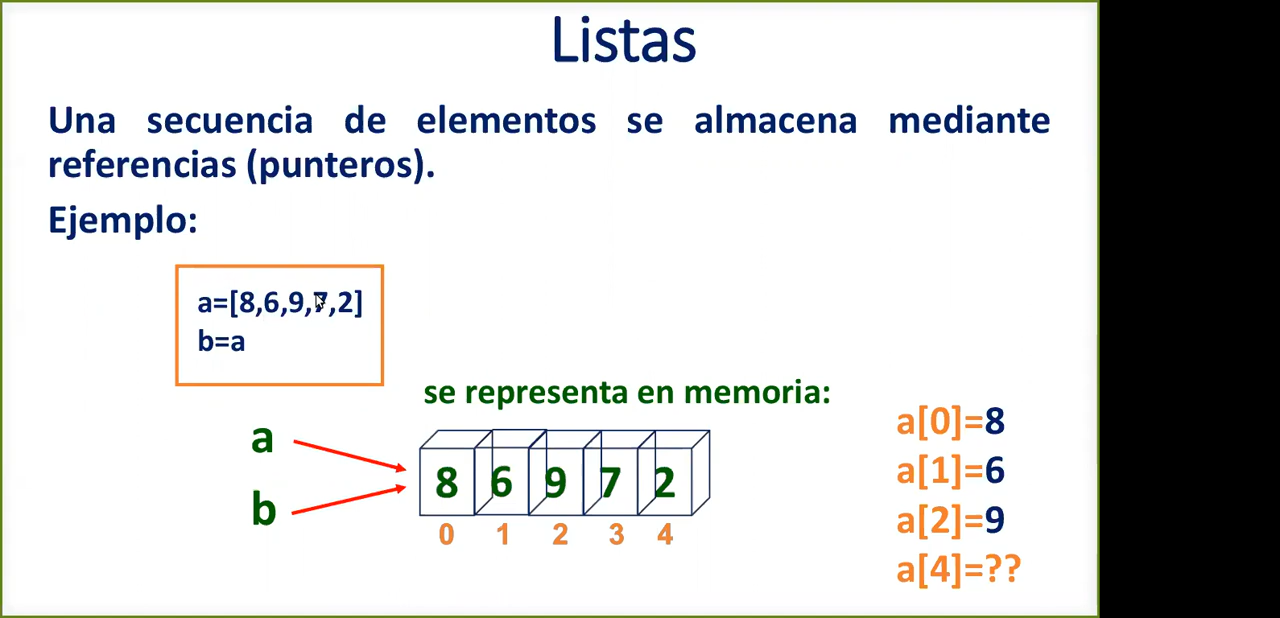 Listas
Una secuencia de elementos se almacena mediante
referencias (punteros).
Ejemplo:
a=[8,6,9,7,2]
b=a
se representa en memoria:
a
b
8 6 9 7 2
0 1 2 3 4
a[0]=8
a[1]=6
a[2]=9
a[4]=??